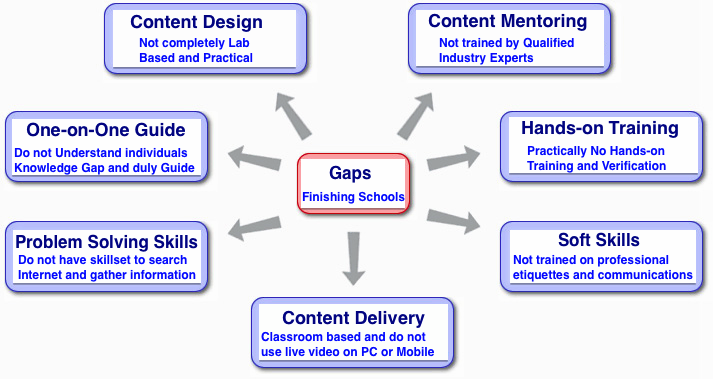 Content Design
Not completely Lab
Based and Practical
Content Mentoring
Not trained by Qualified
Industry Experts
One-on-One Guide
Do not Understand individuals
Knowledge Gap and duly Guide
Hands-on Training
Practically No Hands-on
Training and Verification
Gaps
Finishing Schools
Problem Solving Skills
Do not have skillset to search
Internet and gather information
Soft Skills
Not trained on professional
etiquettes and communications
Content Delivery
Classroom based and do not
use live video on PC or Mobile